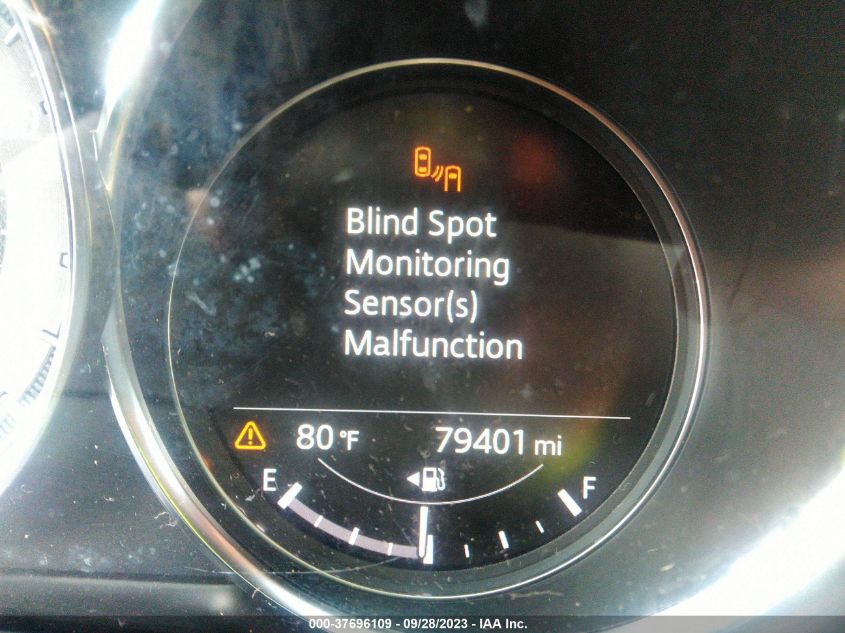 Blind Spot
Monitoring
Sensor(s)
Malfunction
80 °F 79401 mi
E F
000-37696109 - 09/28/2023 - IAA Inc.